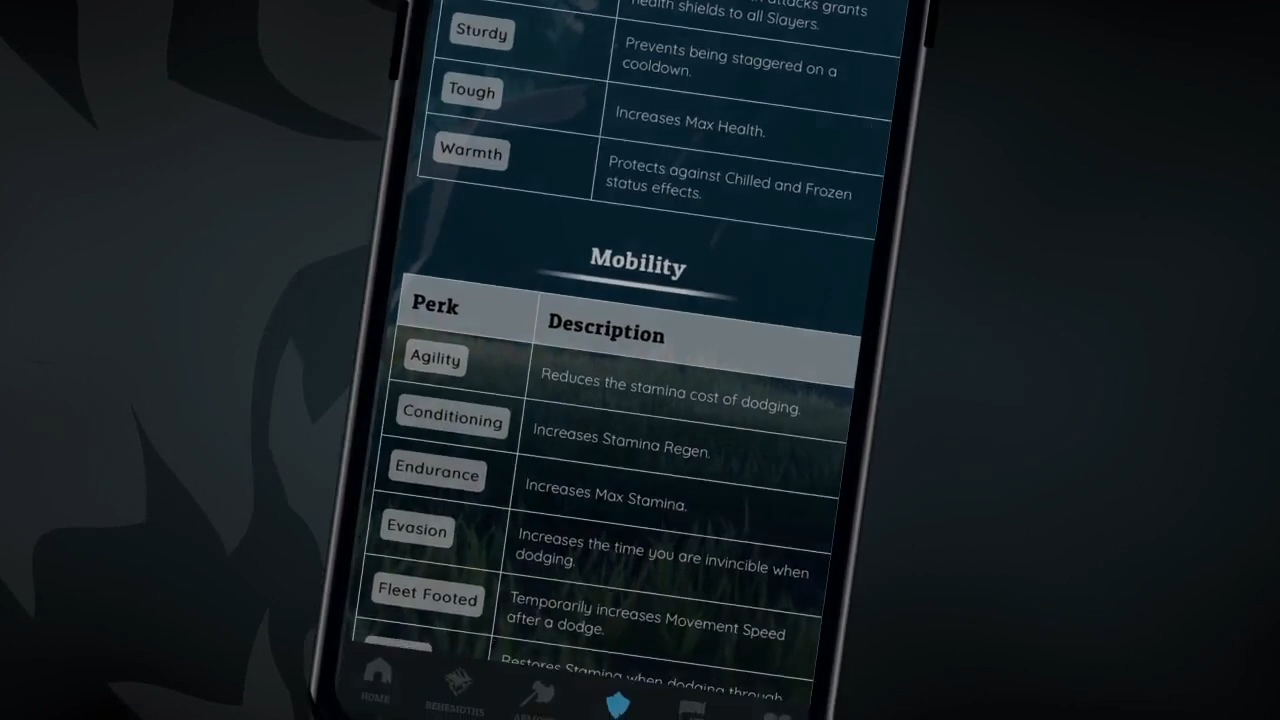 attacks grants
health shields to all Slayers.
Sturdy
Prevents being staggered on a
cooldown.
Tough
Increases Max Health.
Warmth
Protects against Chilled and Frozen
status effects.
Mobility
Perk
Description
Agility
Reduces the stamina cost of dodging.
Conditioning
Increases Stamina Regen.
Endurance
Increases Max Stamina.
Evasion
Increases the time you are invincible when
dodging.
Fleet Footed
Temporarily increases Movement Speed
after a dodge.
Restores Stamina when dodging through
HOME
BEHEMOTHS